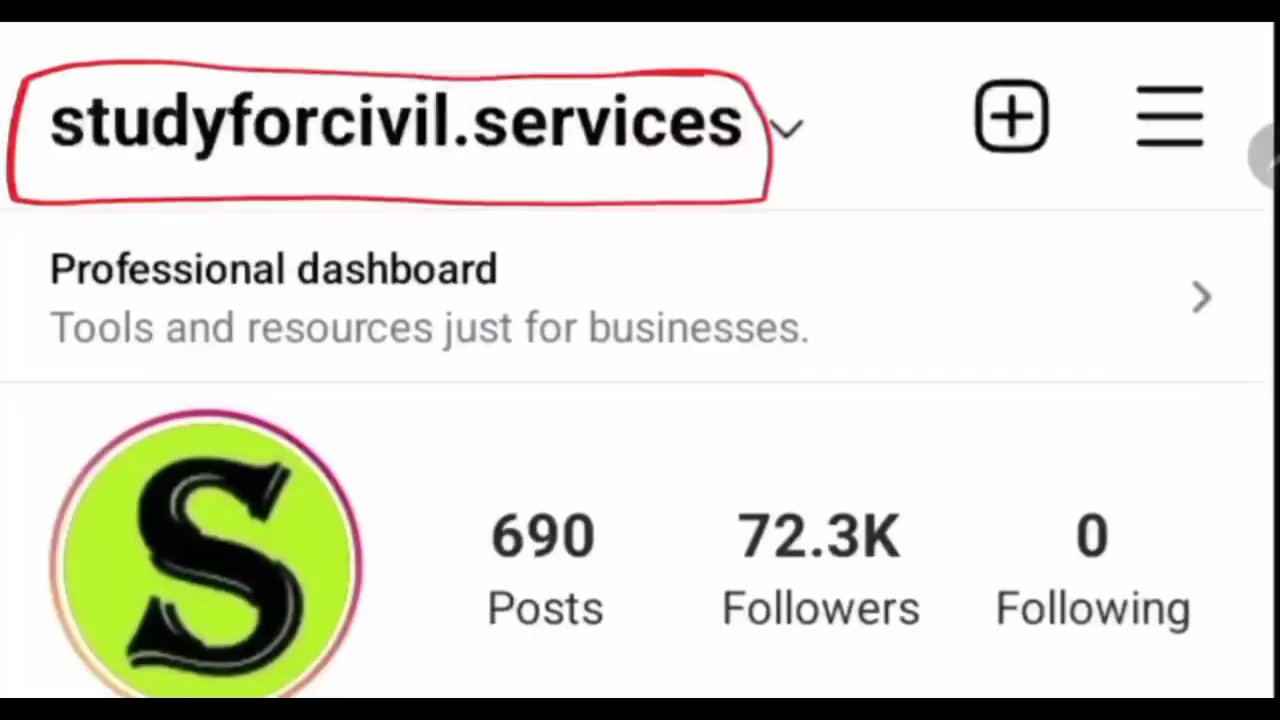 studyforcivil.services
Professional dashboard
Tools and resources just for businesses.
S
690 72.3K 0
Posts Followers Following